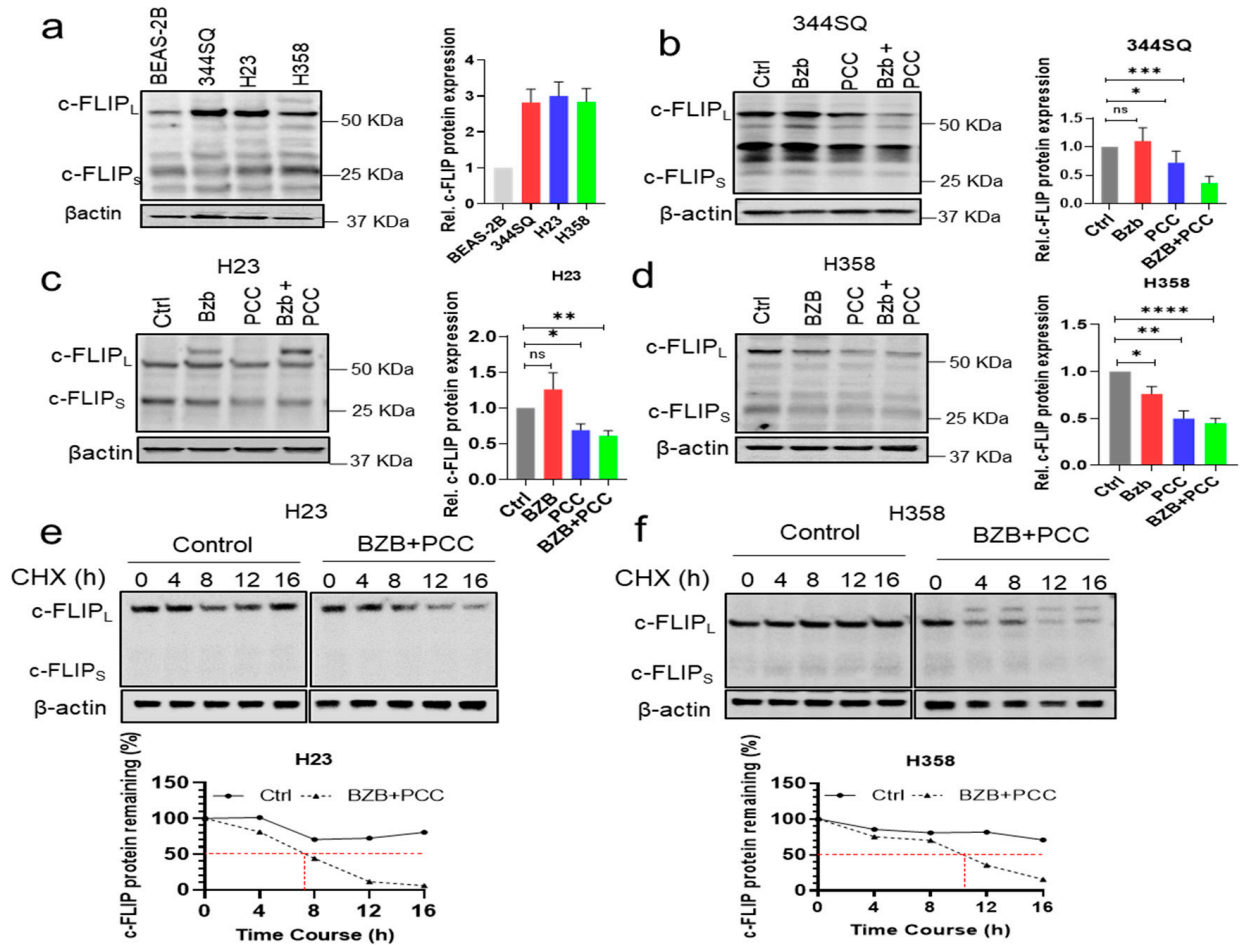 a
BEAS-2B
344SQ
H23
H358
c-FLIPL
50 KDa
c-FLIPs
25 KDa
βactin
37 KDa
Rel. c-FLIP protein expression
4
3
2
1
0
BEAS-2B
344SQ
H23
H358
b
344SQ
Ctrl
Bzb
PCC
Bzb +
PCC
c-FLIPL
50 KDa
c-FLIPS
25 KDa
β-actin
37 KDa
344SQ
Rel.c-FLIP protein expression
1.5
1.0
0.5
0.0
***
*
ns
Ctrl
Bzb
PCC
BZB+PCC
c
H23
Ctrl
Bzb
PCC
Bzb +
PCC
c-FLIPL
50 KDa
c-FLIPS
25 KDa
βactin
37 KDa
H23
Rel. c-FLIP protein expression
2.0
1.5
1.0
0.5
0.0
**
*
ns
Ctrl
BZB
PCC
BZB+PCC
d
H358
Ctrl
BZB
PCC
Bzb +
PCC
c-FLIPL
50 KDa
c-FLIPS
25 KDa
β-actin
37 KDa
H358
Rel. c-FLIP protein expression
1.5
1.0
0.5
0.0
****
**
*
Ctrl
Bzb
PCC
BZB+PCC
e
H23
Control
BZB+PCC
CHX (h)
0 4 8 12 16
0 4 8 12 16
c-FLIPL
c-FLIPS
β-actin
H23
c-FLIP protein remaining (%)
150
100
50
0
Ctrl
BZB+PCC
0 4 8 12 16
Time Course (h)
f
H358
Control
BZB+PCC
CHX (h)
0 4 8 12 16
0 4 8 12 16
c-FLIPL
c-FLIPS
β-actin
H358
c-FLIP protein remaining (%)
150
100
50
0
Ctrl
BZB+PCC
0 4 8 12 16
Time Course (h)